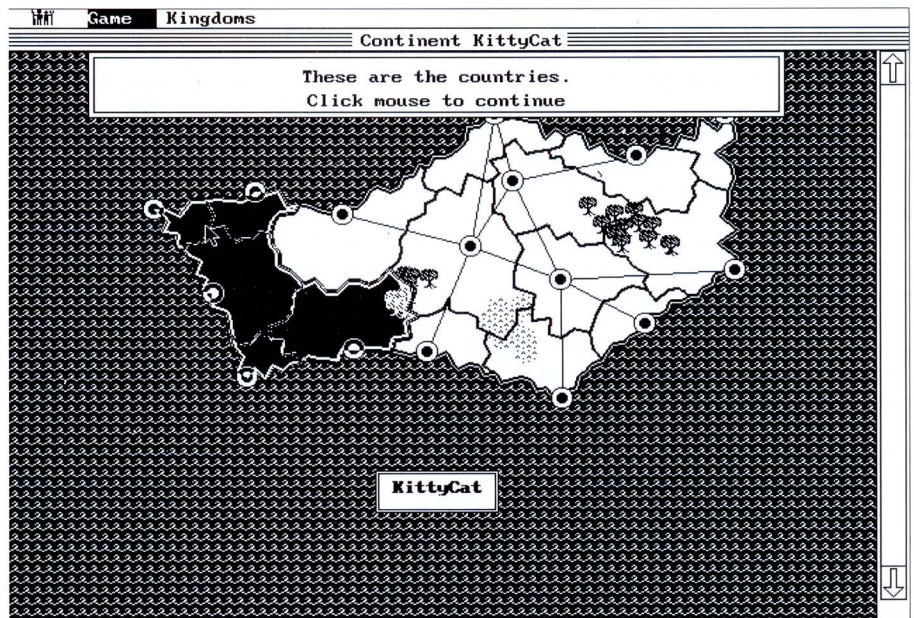 Game Kingdoms
Continent KittyCat
These are the countries.
Click mouse to continue
KittyCat